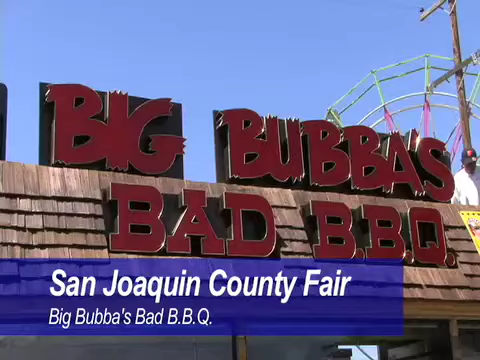 BIG BUBBA'S
BAD B.B.Q.
San Joaquin County Fair
Big Bubba's Bad B.B.Q.